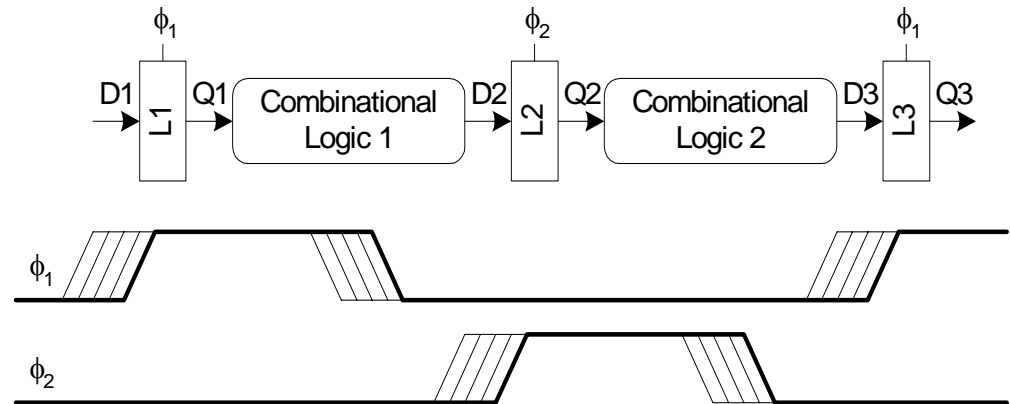 ϕ1 ϕ2 ϕ1
D1 L1 Q1 Combinational Logic 1 D2 L2 Q2 Combinational Logic 2 D3 L3 Q3
ϕ1
ϕ2